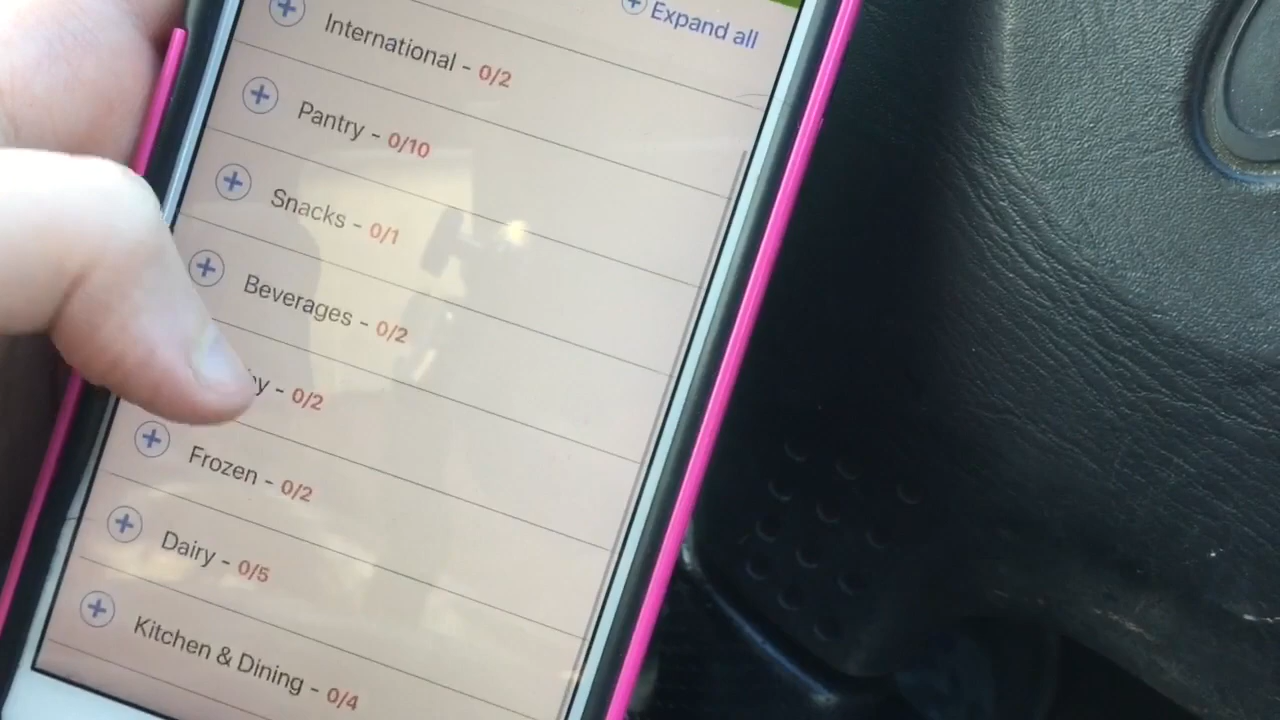 Expand all
International - 0/2
Pantry - 0/10
Snacks - 0/1
Beverages - 0/2
- 0/2
Frozen - 0/2
Dairy - 0/5
Kitchen & Dining - 0/4